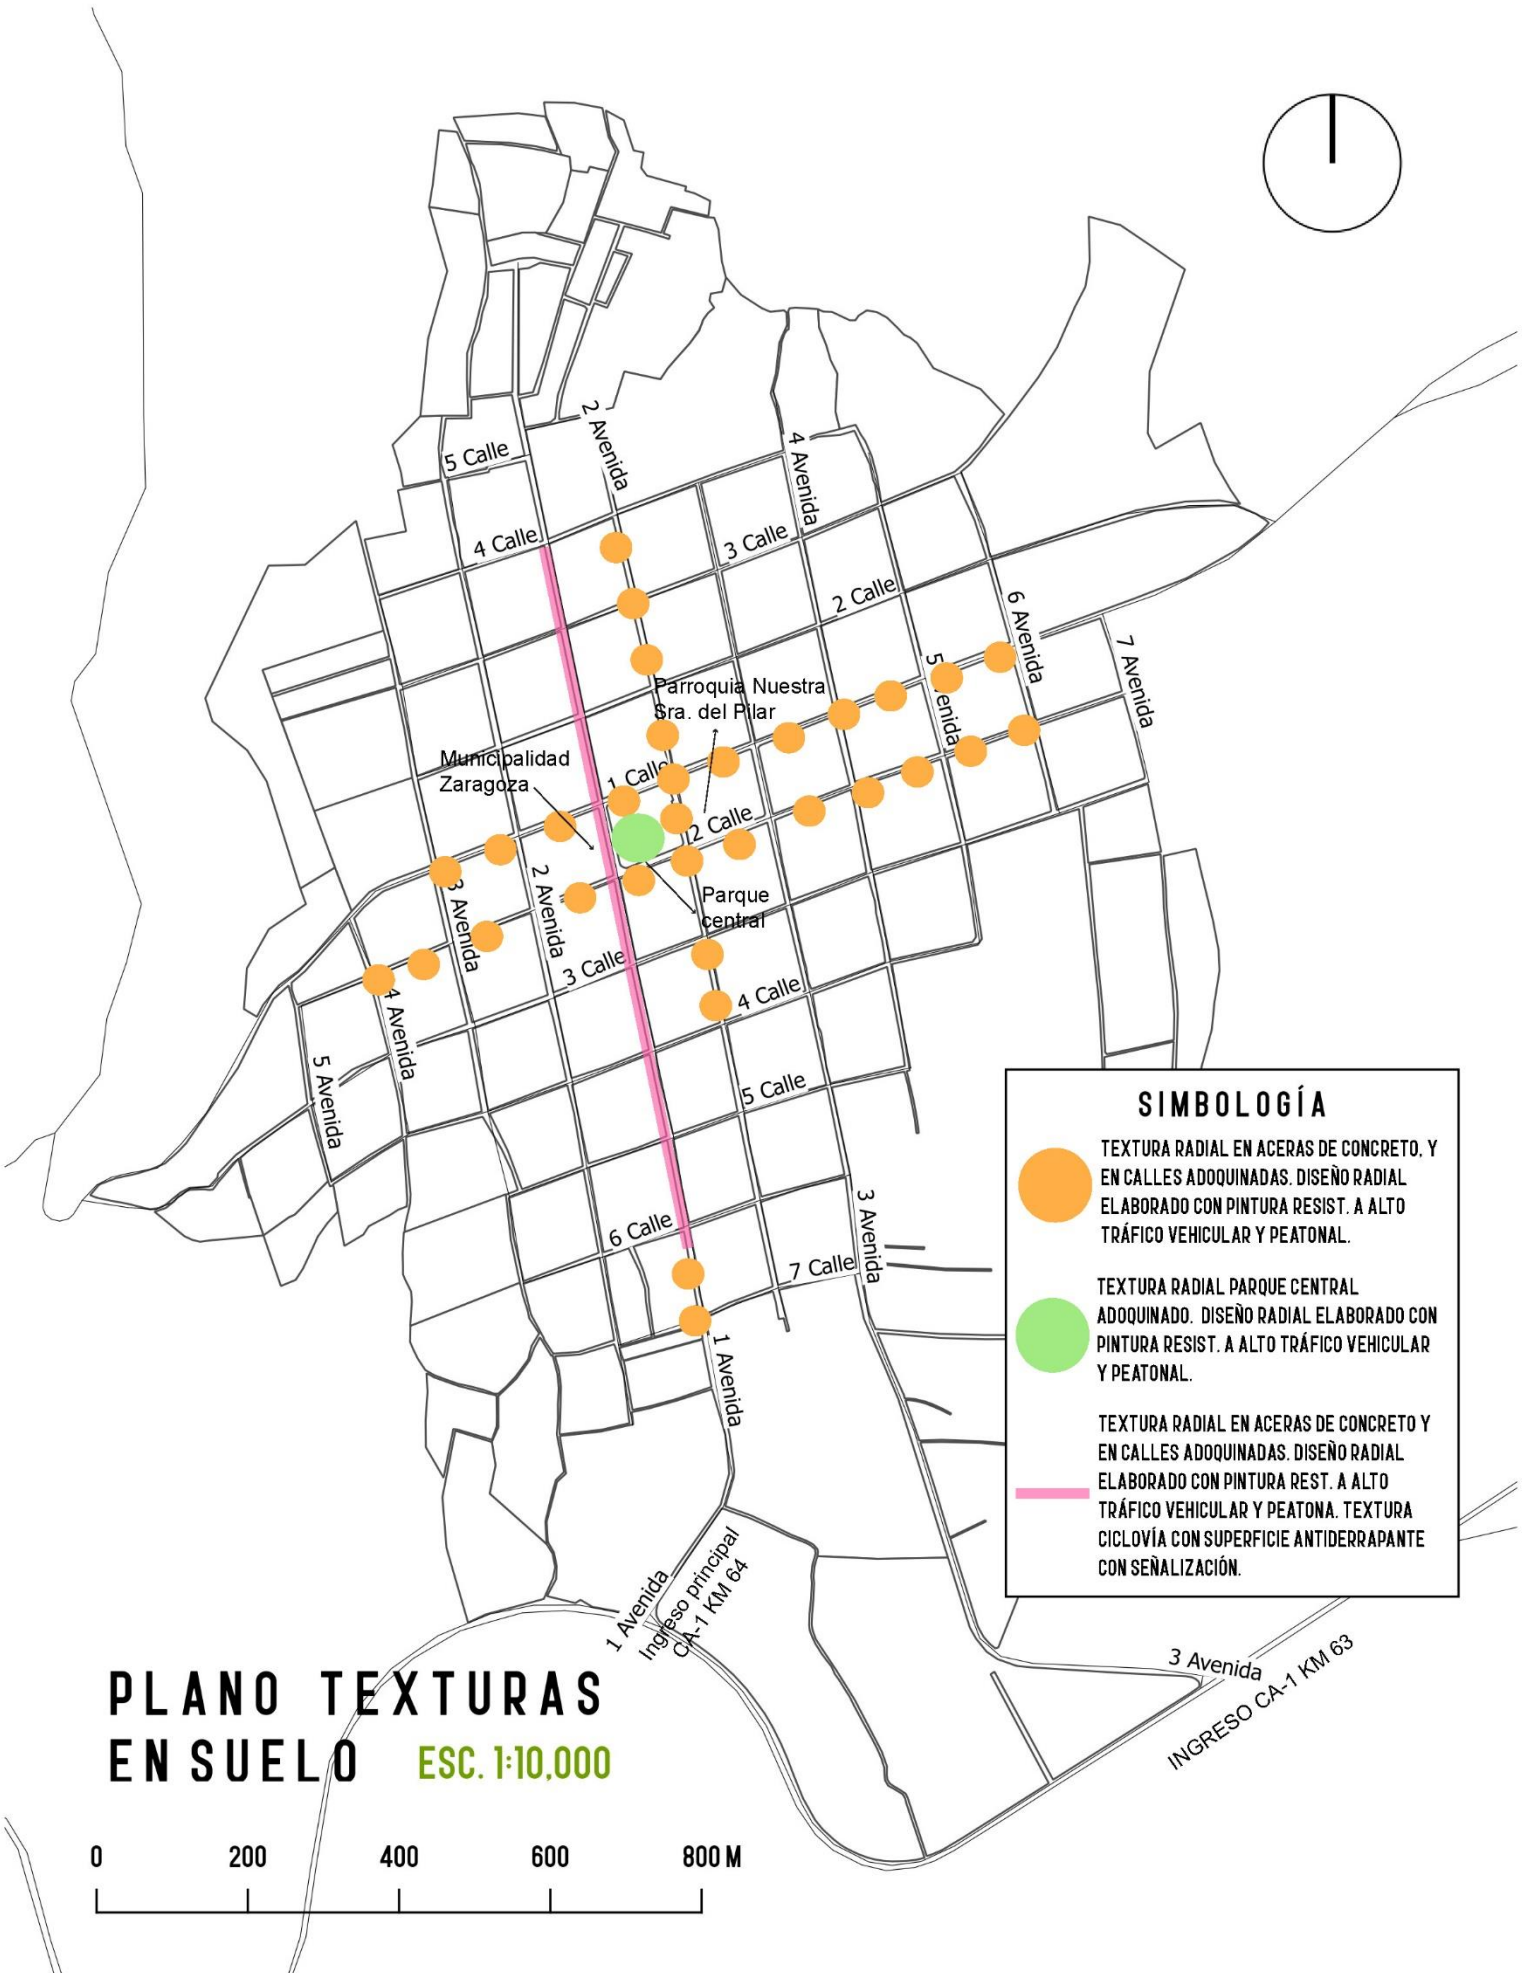 2 Avenida
4 Avenida
5 Calle
4 Calle
3 Calle
2 Calle
6 Avenida
7 Avenida
5
enida
Parroquia Nuestra
Sra. del Pilar
Municipalidad
Zaragoza
1 Calle
2 Calle
Parque
central
3 Avenida
2 Avenida
3 Calle
4 Avenida
4 Calle
5 Avenida
5 Calle
6 Calle
3 Avenida
7 Calle
1 Avenida
1 Avenida
Ingreso principal
CA-1 KM 64
3 Avenida
INGRESO CA-1 KM 63
SIMBOLOGÍA
TEXTURA RADIAL EN ACERAS DE CONCRETO, Y
EN CALLES ADOQUINADAS. DISEÑO RADIAL
ELABORADO CON PINTURA RESIST. A ALTO
TRÁFICO VEHICULAR Y PEATONAL.
TEXTURA RADIAL PARQUE CENTRAL
ADOQUINADO. DISEÑO RADIAL ELABORADO CON
PINTURA RESIST. A ALTO TRÁFICO VEHICULAR
Y PEATONAL.
TEXTURA RADIAL EN ACERAS DE CONCRETO Y
EN CALLES ADOQUINADAS. DISEÑO RADIAL
ELABORADO CON PINTURA REST. A ALTO
TRÁFICO VEHICULAR Y PEATONA. TEXTURA
CICLOVÍA CON SUPERFICIE ANTIDERRAPANTE
CON SEÑALIZACIÓN.
PLANO TEXTURAS
EN SUELO ESC. 1:10,000
0 200 400 600 800 M